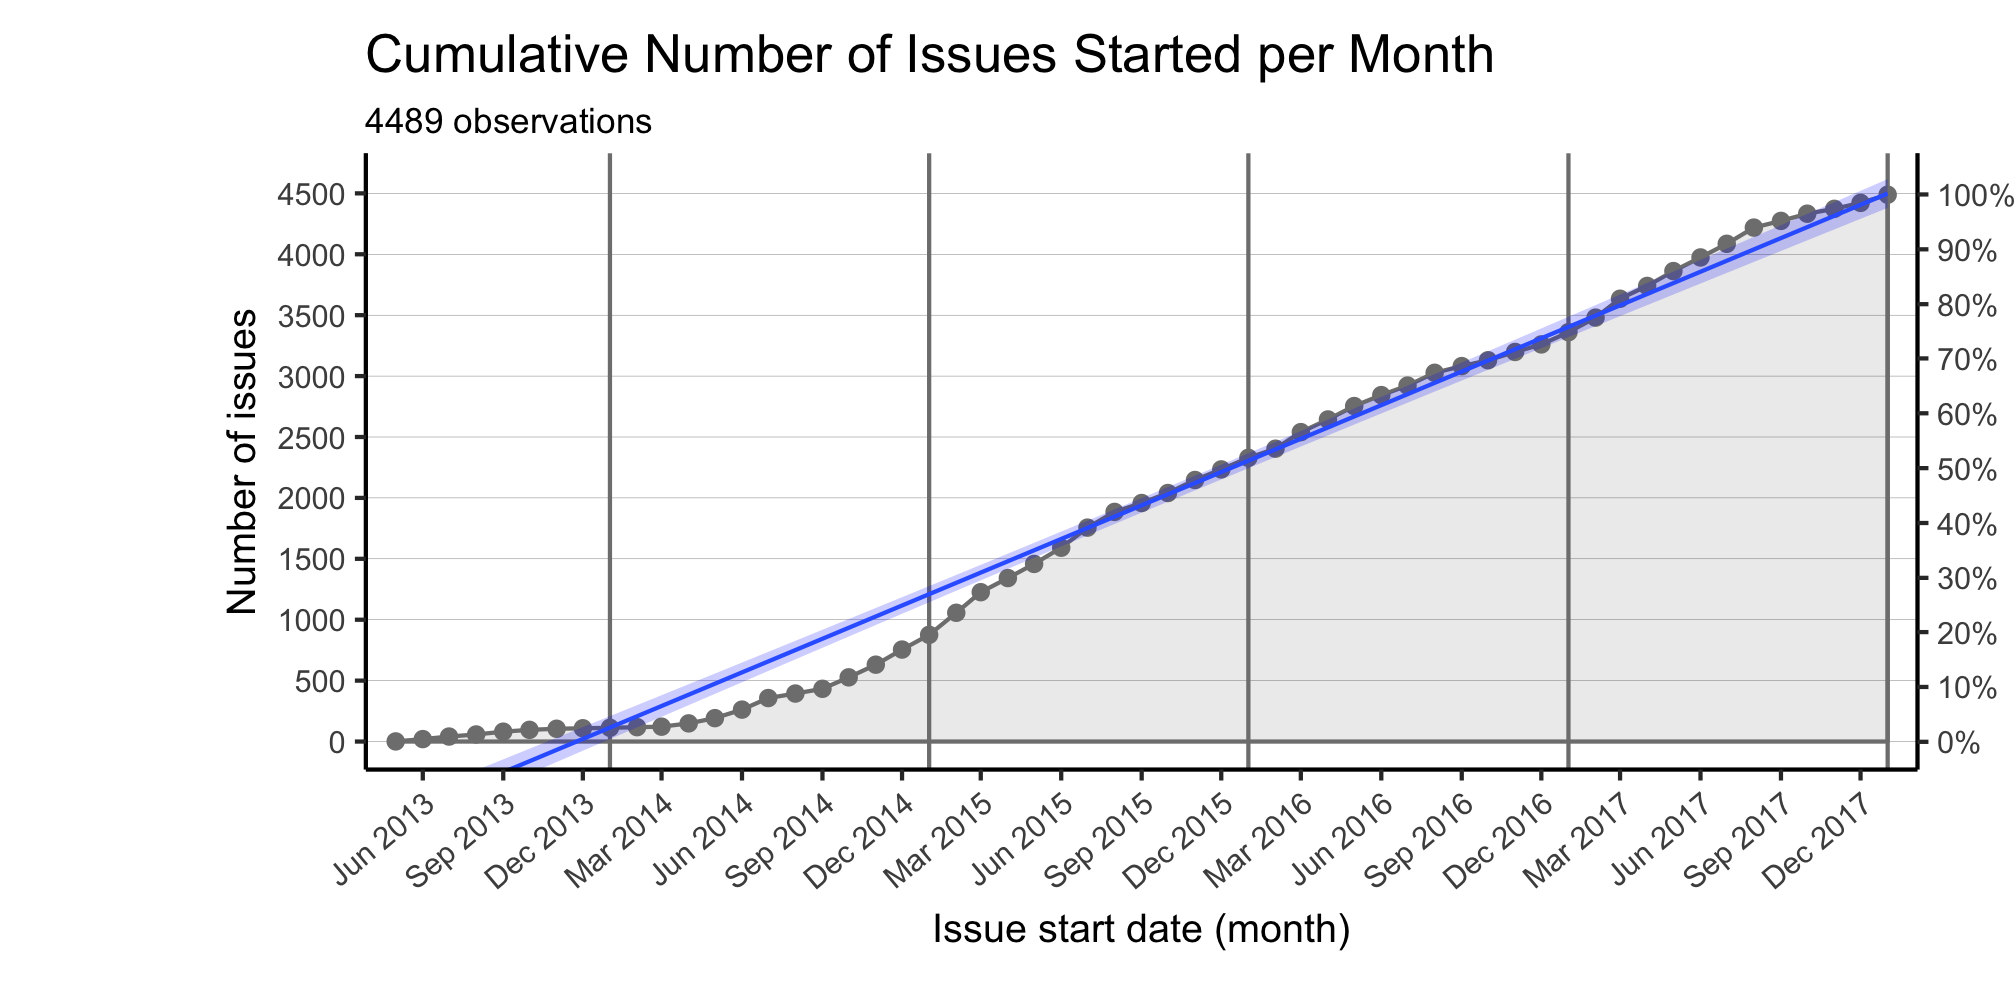 Cumulative Number of Issues Started per Month
4489 observations
Number of issues
4500
4000
3500
3000
2500
2000
1500
1000
500
0
100%
90%
80%
70%
60%
50%
40%
30%
20%
10%
0%
Jun 2013
Sep 2013
Dec 2013
Mar 2014
Jun 2014
Sep 2014
Dec 2014
Mar 2015
Jun 2015
Sep 2015
Dec 2015
Mar 2016
Jun 2016
Sep 2016
Dec 2016
Mar 2017
Jun 2017
Sep 2017
Dec 2017
Issue start date (month)